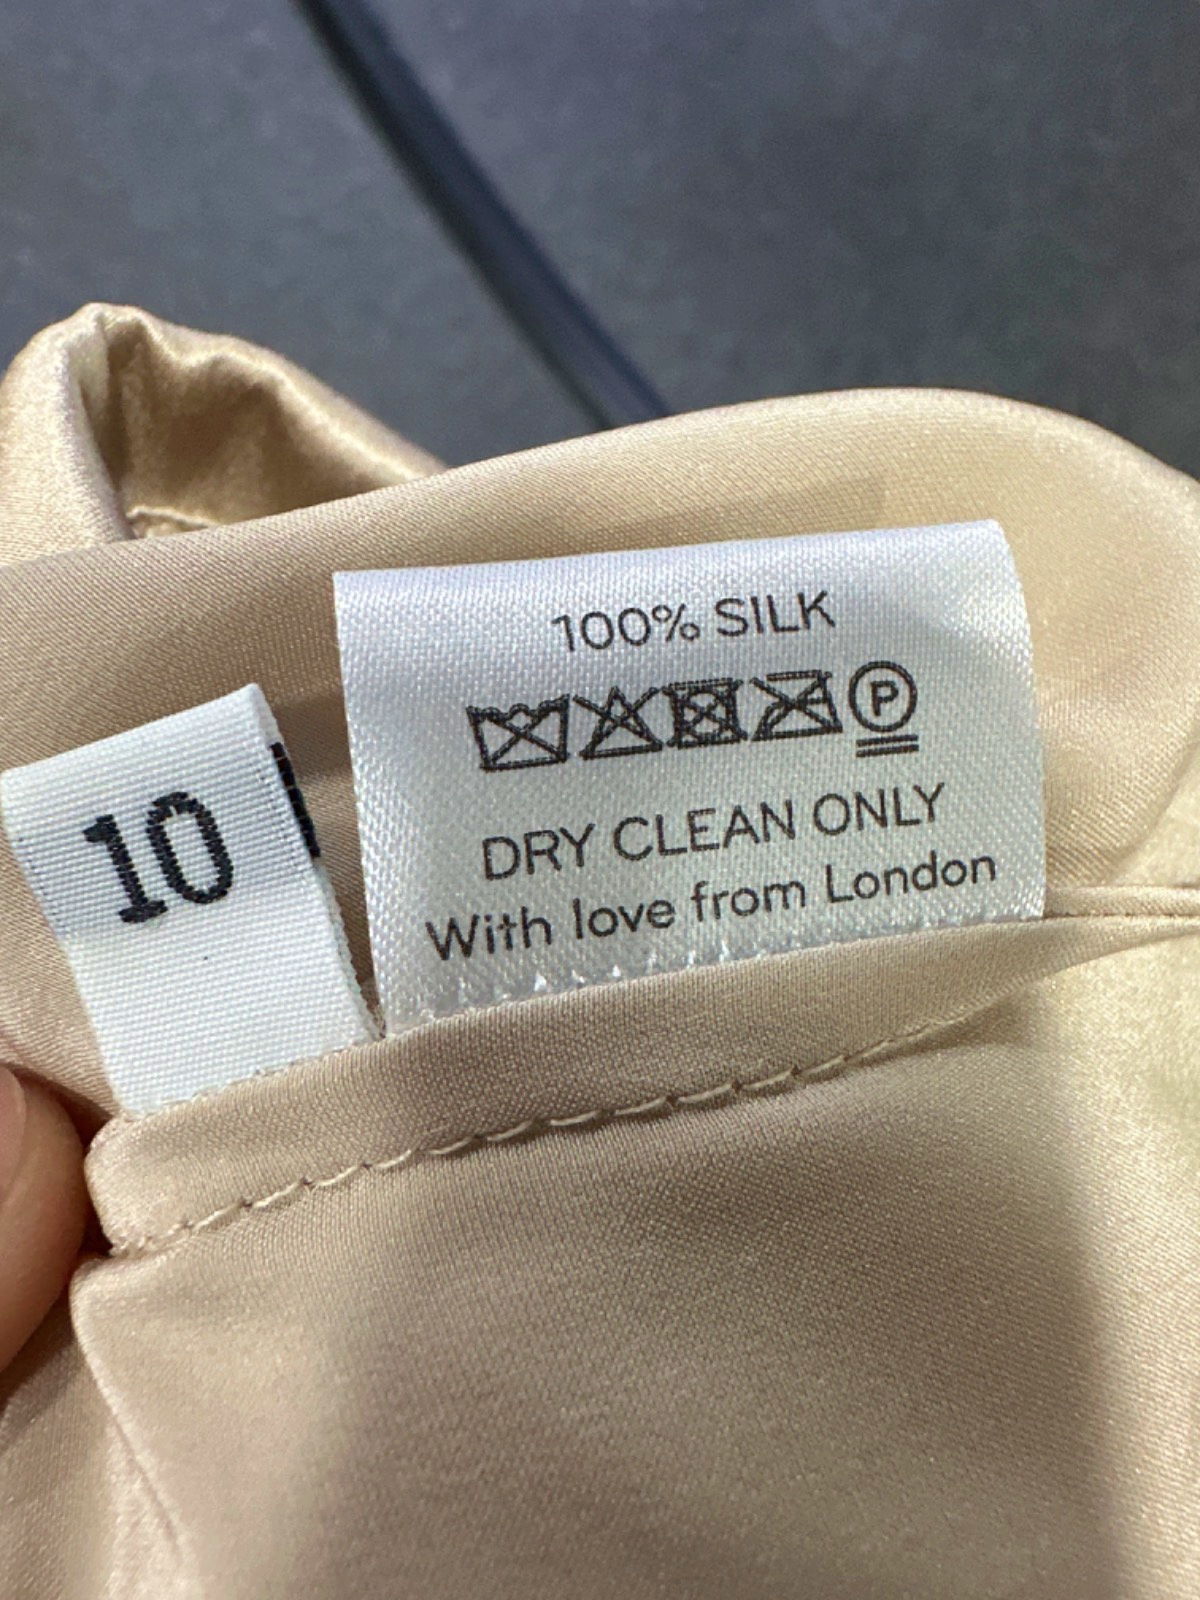 100% SILK
P
DRY CLEAN ONLY
With love from London
10